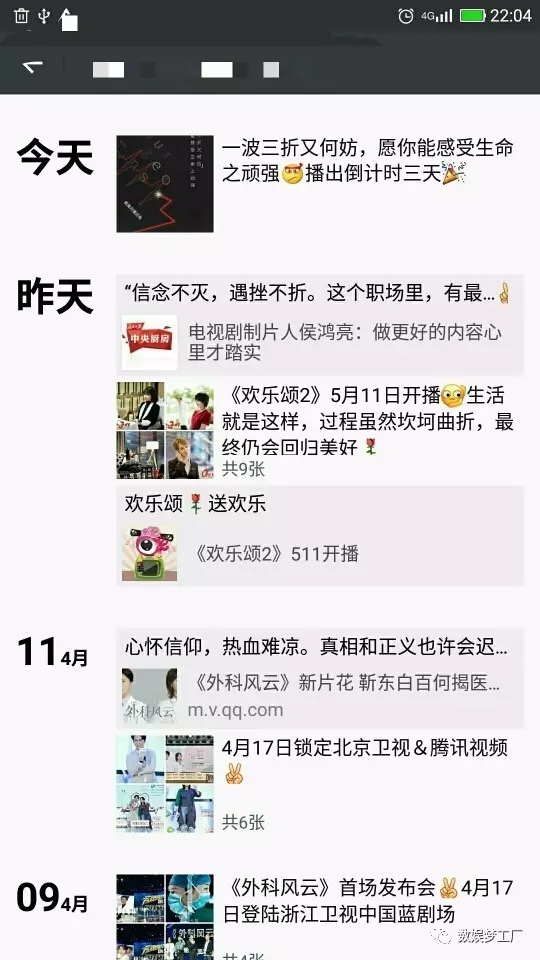 4G 22:04
今天
一波三折又何妨，愿你能感受生命
之顽强播出倒计时三天
昨天
“信念不灭，遇挫不折。这个职场里，有最...
中央厨房
电视剧制片人侯鸿亮：做更好的内容心
里才踏实
《欢乐颂2》5月11日开播生活
就是这样，过程虽然坎坷曲折，最
终仍会回归美好
共9张
欢乐颂🌹送欢乐
《欢乐颂2》511开播
11 4月
心怀信仰，热血难凉。真相和正义也许会迟...
外科风云
《外科风云》新片花 靳东白百何揭医...
m.v.qq.com
4月17日锁定北京卫视＆腾讯视频
✌
共6张
09 4月
《外科风云》首场发布会✌4月17
日登陆浙江卫视中国蓝剧场
外科风云
共4张
数娱梦工厂